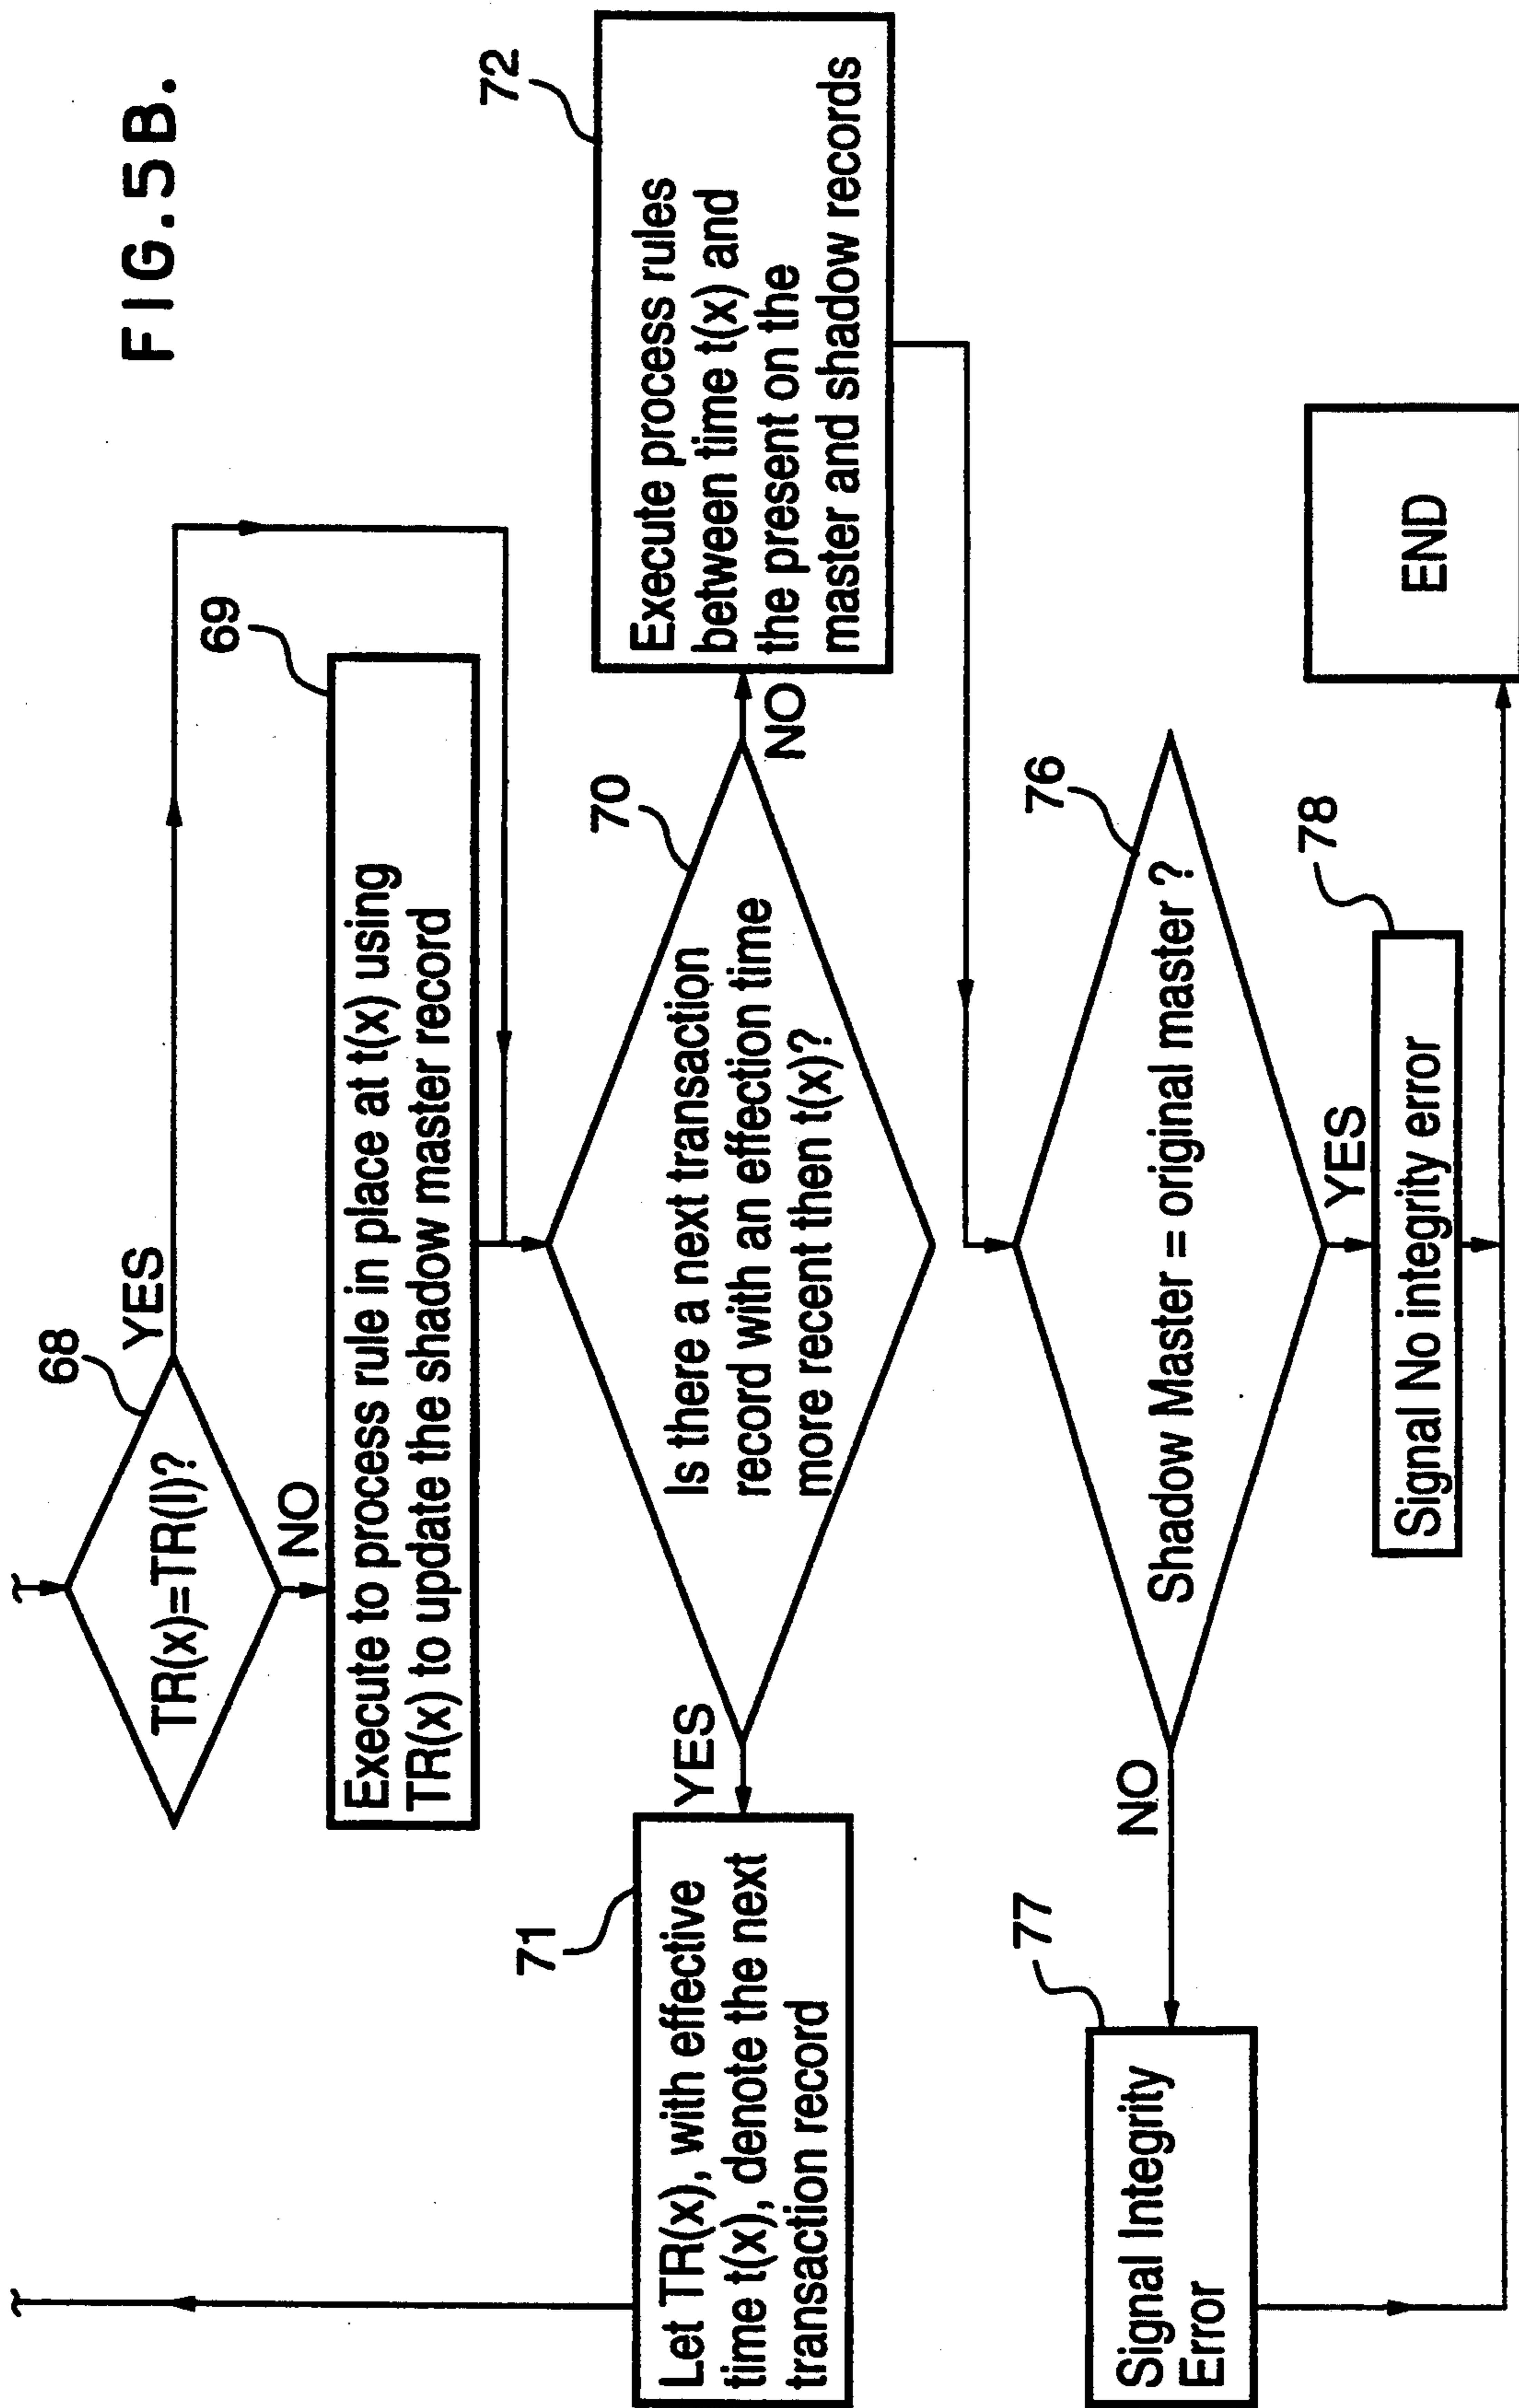 FIG.5B.
68
TR(x)=TR(I)?
YES
NO
69
Execute to process rule in place at t(x) using
TR(x) to update the shadow master record
70
Is there a next transaction
record with an effection time
more recent then t(x)?
YES
NO
71
Let TR(x), with effective
time t(x), denote the next
transaction record
72
Execute process rules
between time t(x) and
the present on the
master and shadow records
76
Shadow Master = original master ?
NO
YES
77
Signal Integrity
Error
78
Signal No integrity error
END